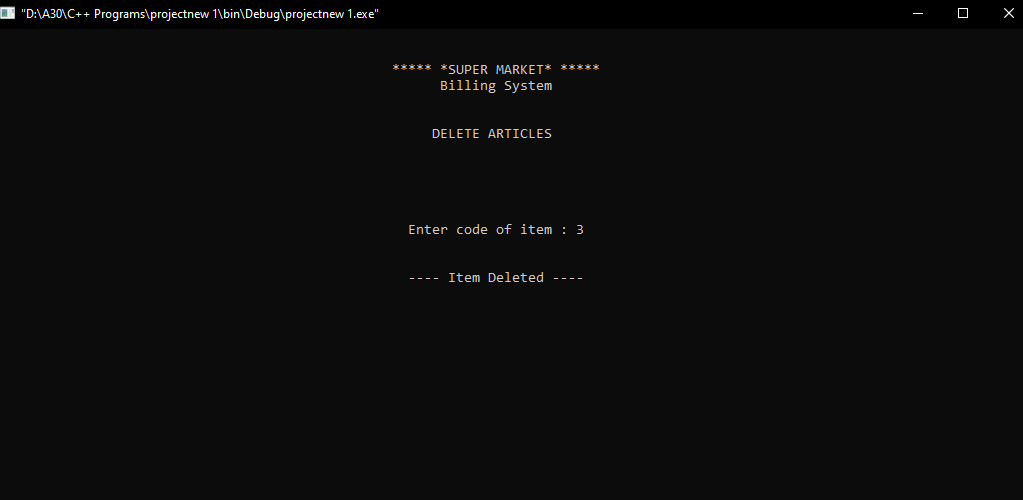 "D:\A30\C++ Programs\projectnew 1\bin\Debug\projectnew 1.exe"
***** *SUPER MARKET* *****
Billing System
DELETE ARTICLES
Enter code of item : 3
---- Item Deleted ----